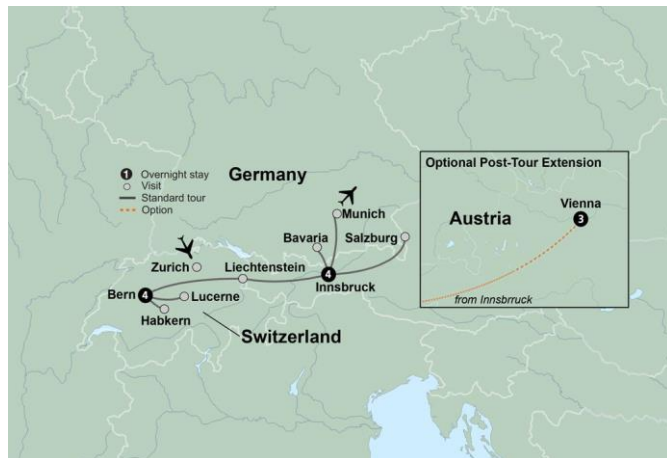 1 Overnight stay
Visit
Standard tour
Option
Germany
Munich
Bavaria
Salzburg
Zurich
Liechtenstein
Innsbruck
4
Bern
4
Lucerne
Habkern
Switzerland
Optional Post-Tour Extension
Vienna
Austria
3
from Innsbrruck